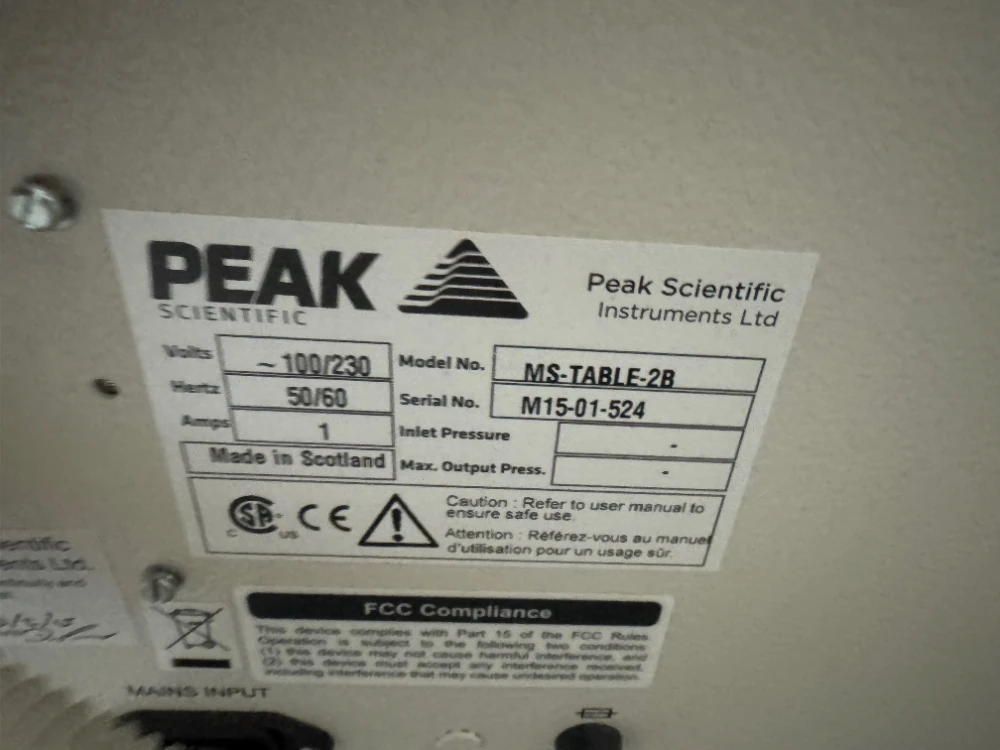 PEAK
SCIENTIFIC
Peak Scientific
Instruments Ltd
Volts ~ 100/230
Hertz 50/60
Amps 1
Made in Scotland
Model No. MS-TABLE-2B
Serial No. M15-01-524
Inlet Pressure -
Max. Output Press. -
C SA US CE
Caution : Refer to user manual to
ensure safe use.
Attention : Référez-vous au manuel
d'utilisation pour un usage sûr.
entific
ents Ltd.
FCC Compliance
This device complies with Part 15 of the FCC Rules
Operation is subject to the following two conditions
(1) this device may not cause harmful interference, and
(2) this device must accept any interference received,
including interference that may cause undesired operation.
MAINS INPUT